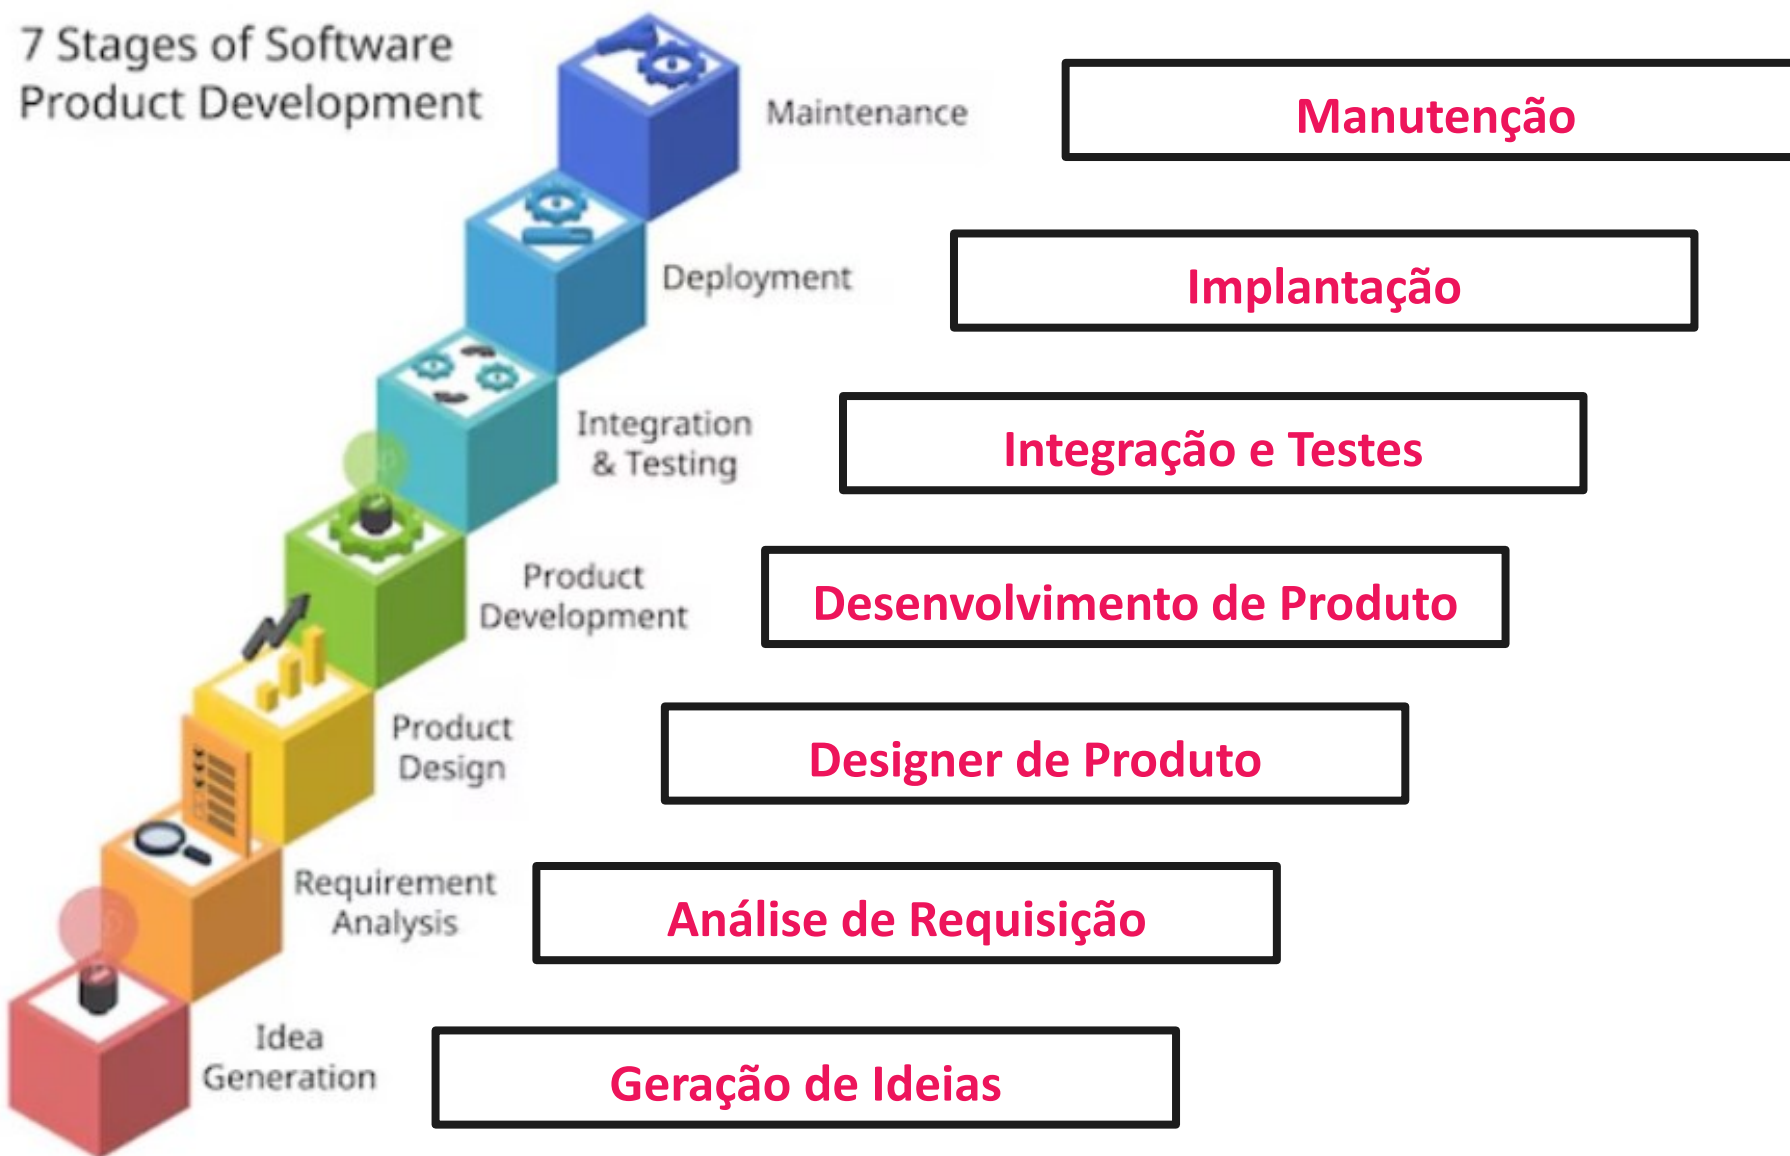 7 Stages of Software
Product Development
Maintenance
Manutenção
Deployment
Implantação
Integration
& Testing
Integração e Testes
Product
Development
Desenvolvimento de Produto
Product
Design
Designer de Produto
Requirement
Analysis
Análise de Requisição
Idea
Generation
Geração de Ideias